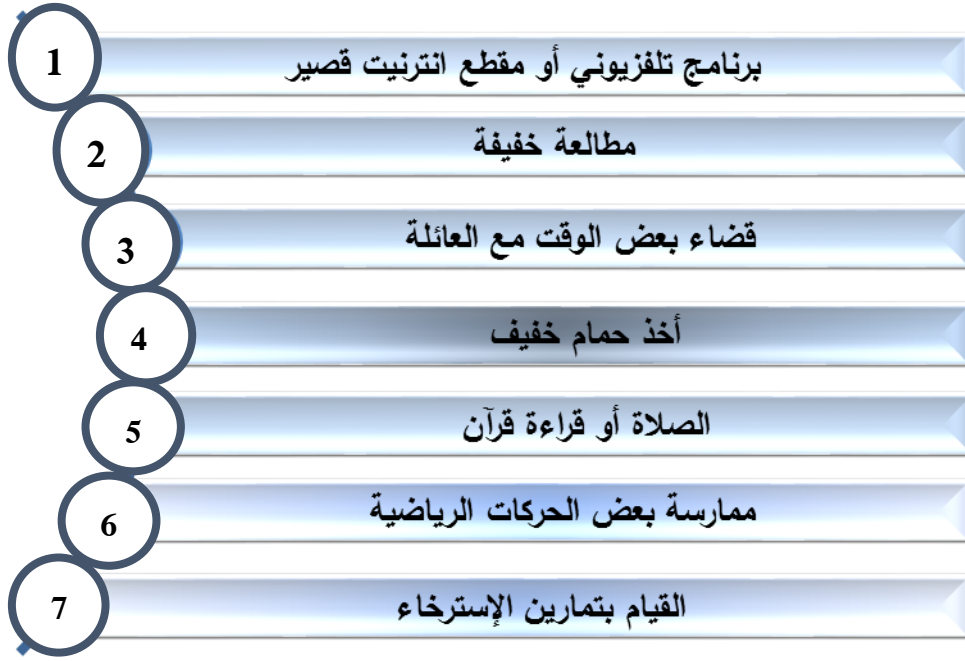 1 برنامج تلفزيوني أو مقطع انترنيت قصير
2 مطالعة خفيفة
3 قضاء بعض الوقت مع العائلة
4 أخذ حمام خفيف
5 الصلاة أو قراءة قرآن
6 ممارسة بعض الحركات الرياضية
7 القيام بتمارين الإسترخاء